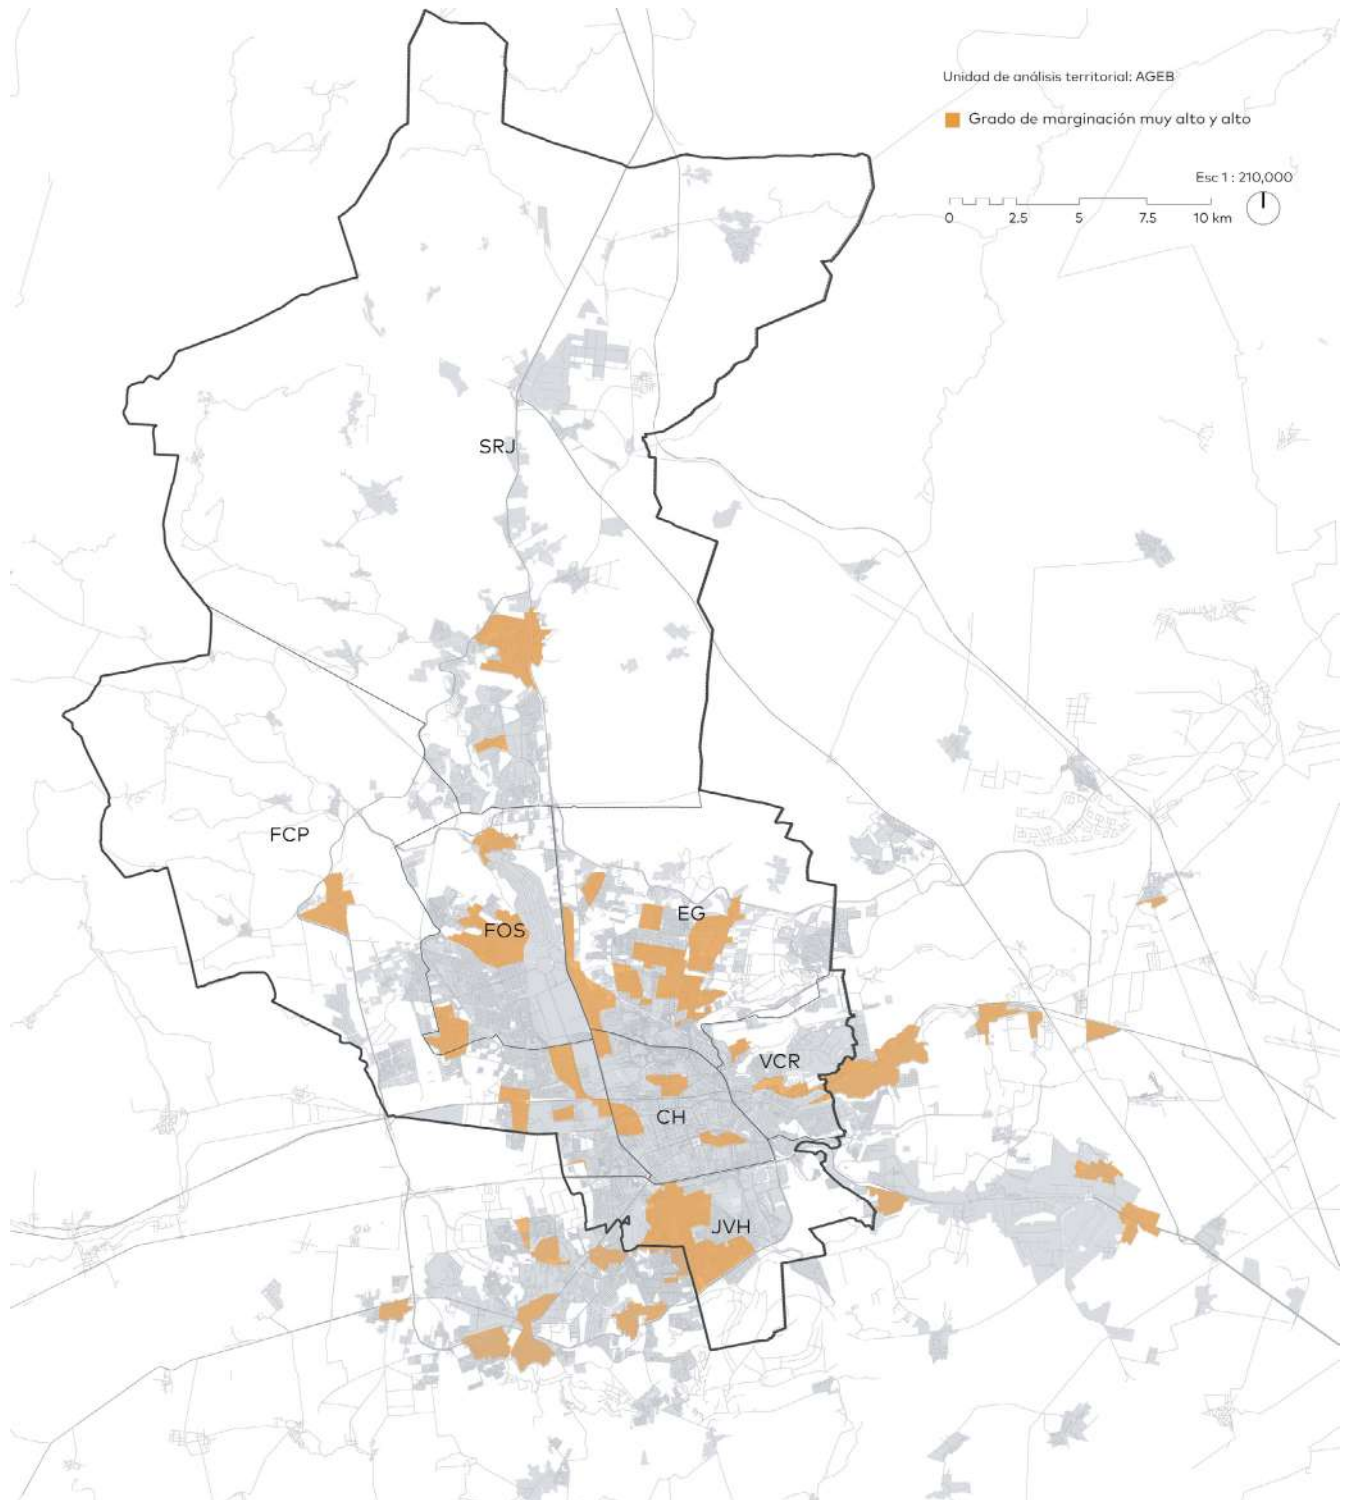 Unidad de análisis territorial: AGEB
Grado de marginación muy alto y alto
Esc 1 : 210,000
0 2.5 5 7.5 10 km
SRJ
FCP
EG
FOS
VCR
CH
JVH